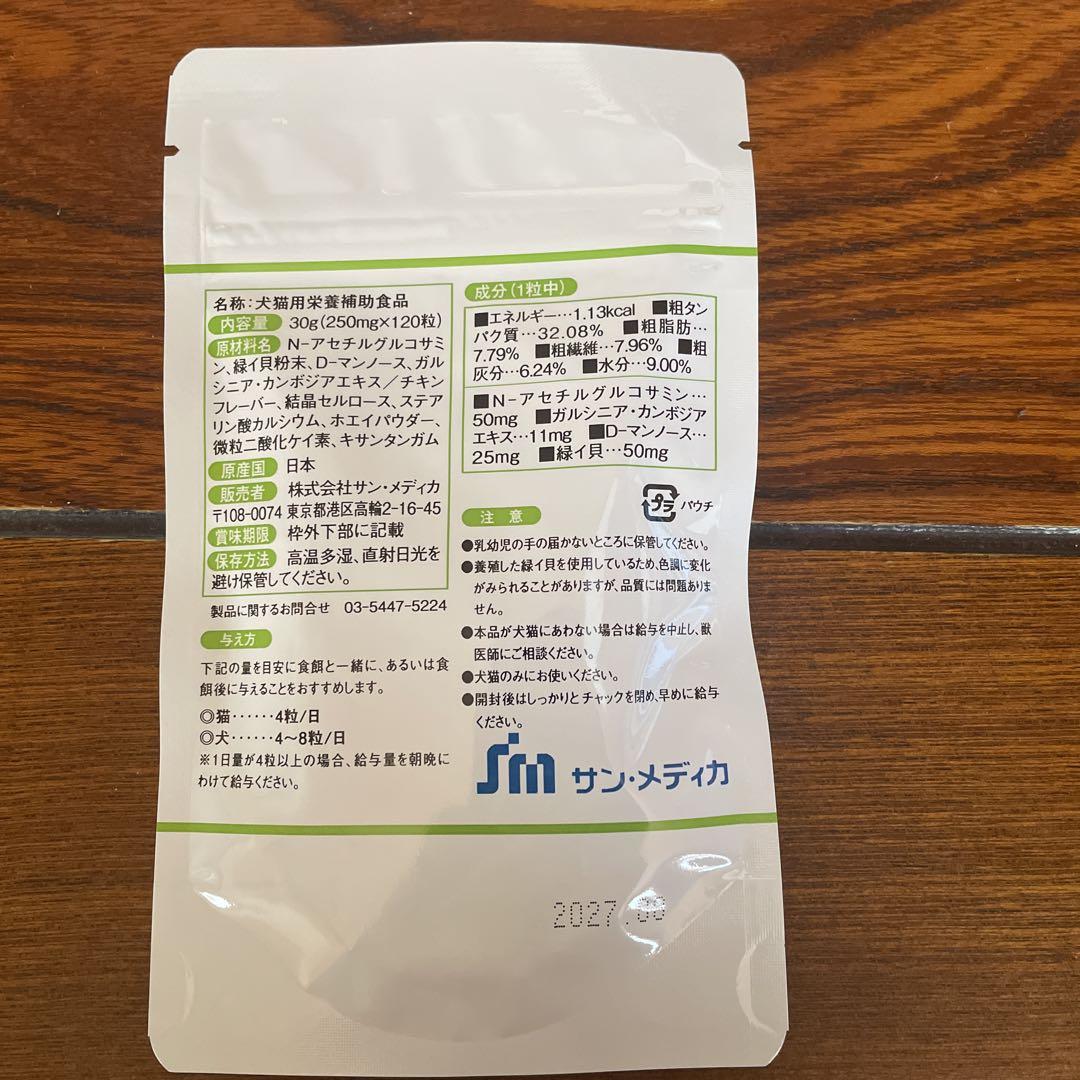 名称:犬猫用栄養補助食品
内容量 30g(250mg×120粒)
原材料名 N-アセチルグルコサミ
ン、緑イ貝粉末、D-マンノース、ガル
シニア・カンボジアエキス/チキン
フレーバー、結晶セルロース、ステア
リン酸カルシウム、ホエイパウダー、
微粒二酸化ケイ素、キサンタンガム
原産国 日本
販売者 株式会社サン・メディカ
〒108-0074 東京都港区高輪2-16-45
賞味期限 枠外下部に記載
保存方法 高温多湿、直射日光を
避け保管してください。
製品に関するお問合せ 03-5447-5224
与え方
下記の量を目安に食餌と一緒に、あるいは食
餌後に与えることをおすすめします。
◎猫……4粒/日
◎犬……4〜8粒/日
※1日量が4粒以上の場合、給与量を朝晩に
わけて給与ください。
成分(1粒中)
■エネルギー…1.13kcal ■粗タン
パク質…32.08% ■粗脂肪…
7.79% ■粗繊維…7.96% ■粗
灰分…6.24% ■水分…9.00%
■N-アセチルグルコサミン…
50mg ■ガルシニア・カンボジア
エキス…11mg ■D-マンノース…
25mg ■緑イ貝…50mg
プラ パウチ
注意
●乳幼児の手の届かないところに保管してください。
●養殖した緑イ貝を使用しているため、色調に変化
がみられることがありますが、品質には問題ありま
せん。
●本品が犬猫にあわない場合は給与を中止し、獣
医師にご相談ください。
●犬猫のみにお使いください。
●開封後はしっかりとチャックを閉め、早めに給与
ください。
Sm サン・メディカ
2027.